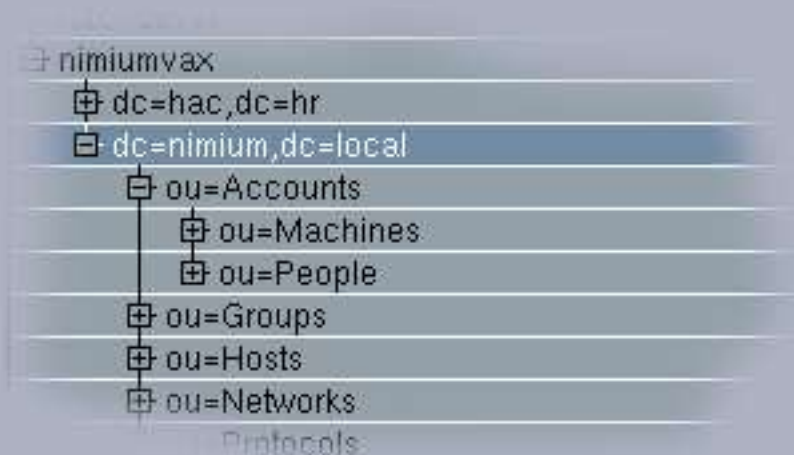 nimiumvax
dc=hac,dc=hr
dc=nimium,dc=local
ou=Accounts
ou=Machines
ou=People
ou=Groups
ou=Hosts
ou=Networks
Protocols